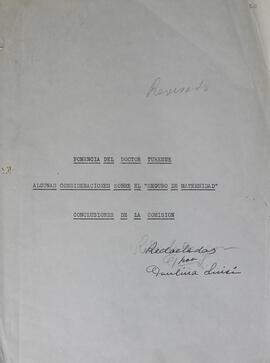 Revisado
PONENCIA DEL DOCTOR TURENNE
ALGUNAS CONSIDERACIONES SOBRE EL "SEGURO DE MATERNIDAD"
CONCLUSIONES DE LA COMISION
Redactadas
por
Paulina Luisi